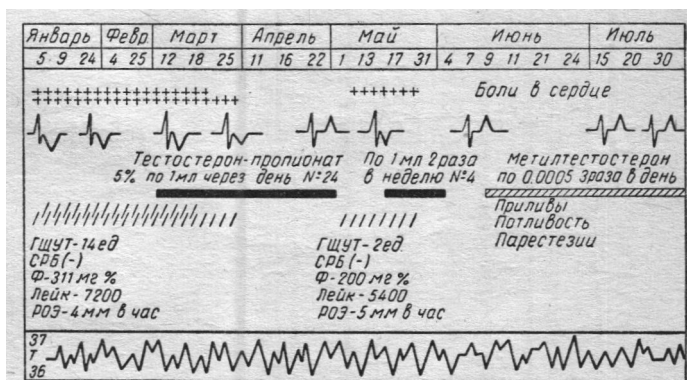 Январь Февр Март Апрель Май Июнь Июль
5 9 24 4 25 12 18 25 11 16 22 1 13 17 31 4 7 9 11 21 24 15 20 30
++++++++++++++++++++ +++++++ Боли в сердце
Тестостерон-пропионат По 1 мл 2 раза Метилтестостерон
5% по 1мл через день №24 в неделю №4 по 0.0005 3раза в день
Приливы
Потливость
Парестезии
ГЩУТ-14ед
СРБ(-)
Ф-311 мг %
Лейк-7200
РОЭ-4 мм в час
ГЩУТ-2ед.
СРБ(-)
Ф-200 мг %
Лейк-5400
РОЭ-5 мм в час
37
Т
36